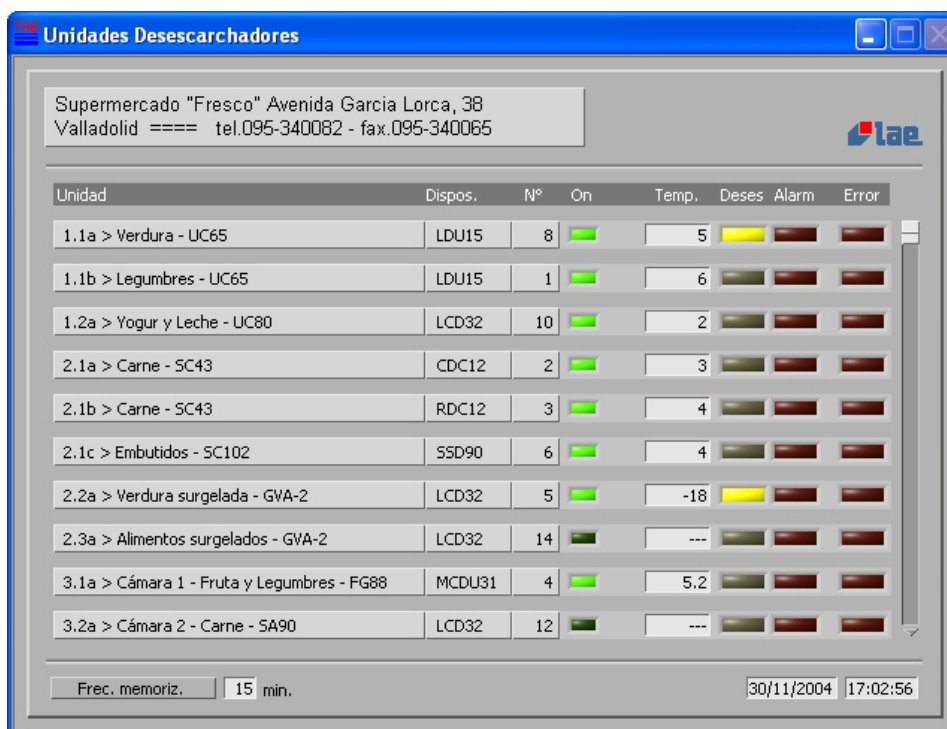 Unidades Desescarchadores
Supermercado "Fresco" Avenida Garcia Lorca, 38
Valladolid ==== tel.095-340082 - fax.095-340065
lae
Unidad Dispos. Nº On Temp. Deses Alarm Error
1.1a > Verdura - UC65 LDU15 8 5
1.1b > Legumbres - UC65 LDU15 1 6
1.2a > Yogur y Leche - UC80 LCD32 10 2
2.1a > Carne - SC43 CDC12 2 3
2.1b > Carne - SC43 RDC12 3 4
2.1c > Embutidos - SC102 SSD90 6 4
2.2a > Verdura surgelada - GVA-2 LCD32 5 -18
2.3a > Alimentos surgelados - GVA-2 LCD32 14 ---
3.1a > Cámara 1 - Fruta y Legumbres - FG88 MCDU31 4 5.2
3.2a > Cámara 2 - Carne - SA90 LCD32 12 ---
Frec. memoriz. 15 min. 30/11/2004 17:02:56